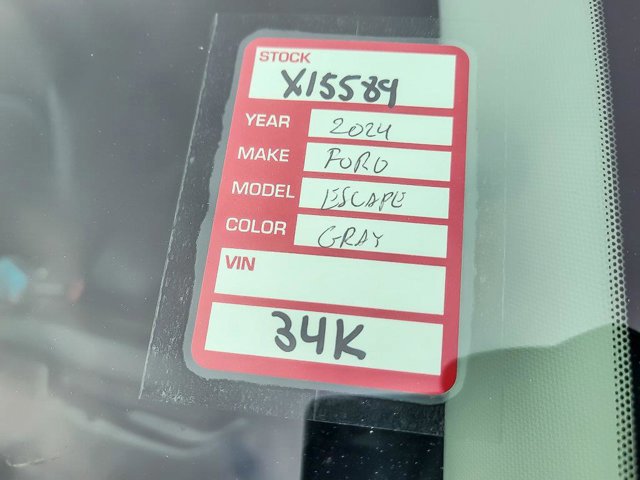 STOCK
X15589
YEAR 2024
MAKE FORD
MODEL ESCAPE
COLOR GRAY
VIN
34K